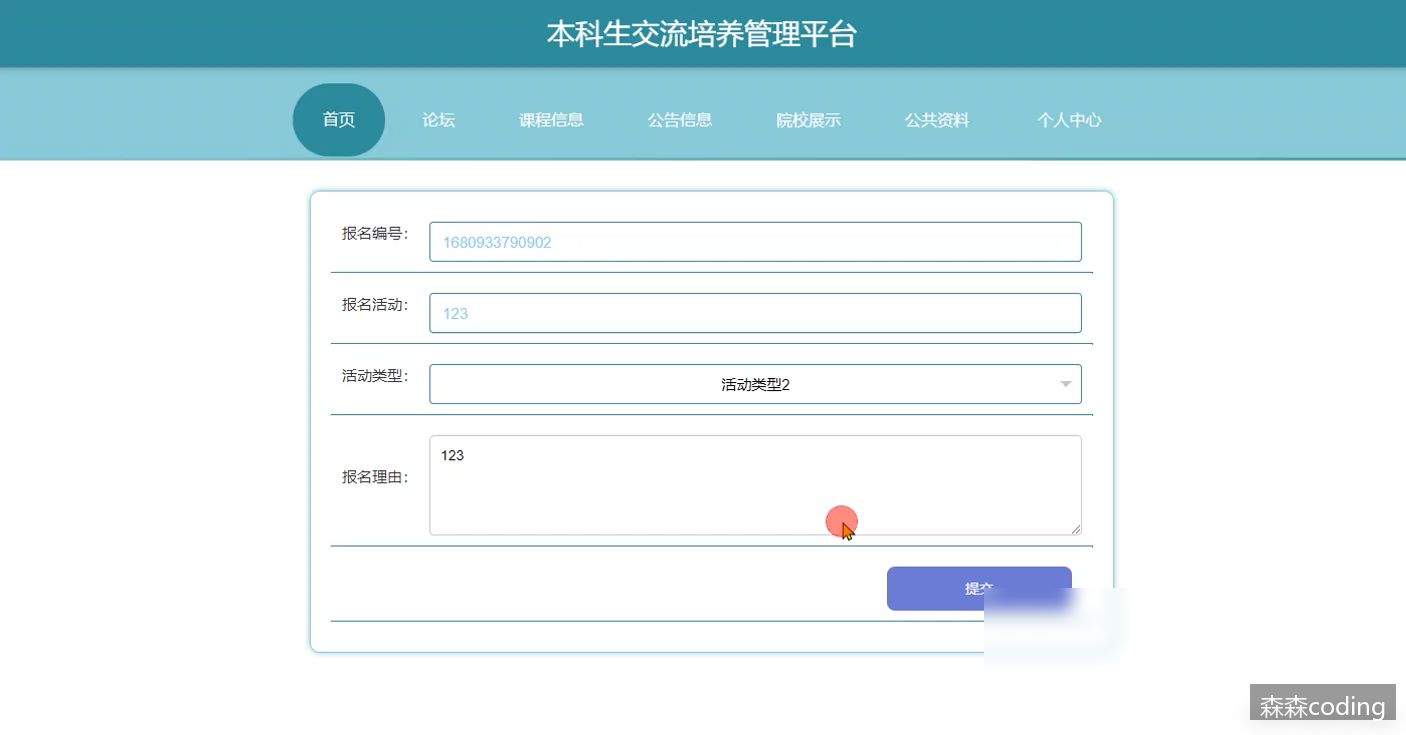 本科生交流培养管理平台
首页 论坛 课程信息 公告信息 院校展示 公共资料 个人中心
报名编号： 1680933790902
报名活动： 123
活动类型： 活动类型2
报名理由： 123
提交
森森coding